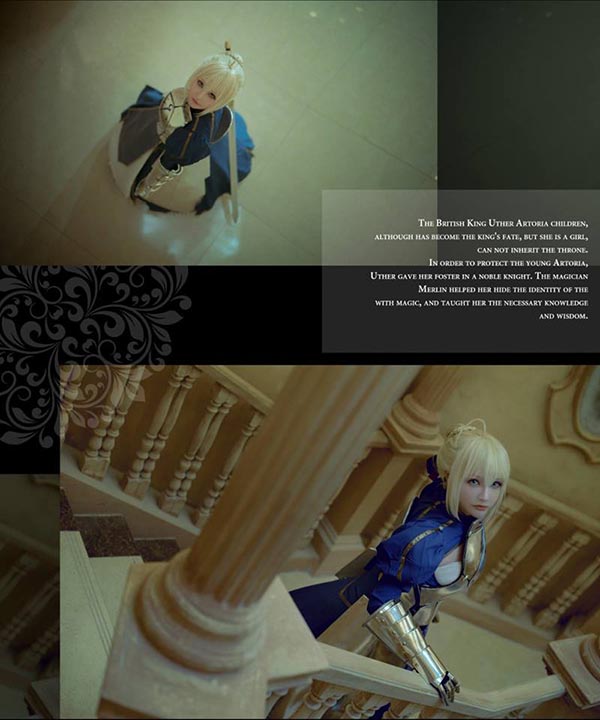 The British King Uther Artoria children,
although has become the king's fate, but she is a girl,
can not inherit the throne.
In order to protect the young Artoria,
Uther gave her foster in a noble knight. The magician
Merlin helped her hide the identity of the
with magic, and taught her the necessary knowledge
and wisdom.